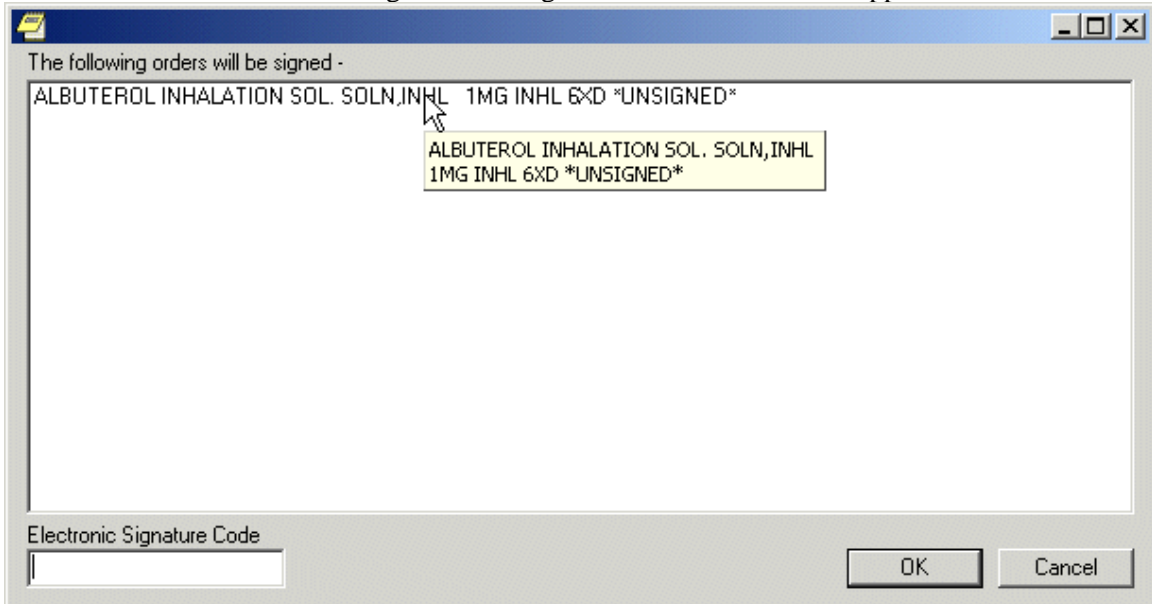 The following orders will be signed -
ALBUTEROL INHALATION SOL. SOLN,INHL 1MG INHL 6XD *UNSIGNED*
ALBUTEROL INHALATION SOL. SOLN,INHL
1MG INHL 6XD *UNSIGNED*
Electronic Signature Code
OK Cancel